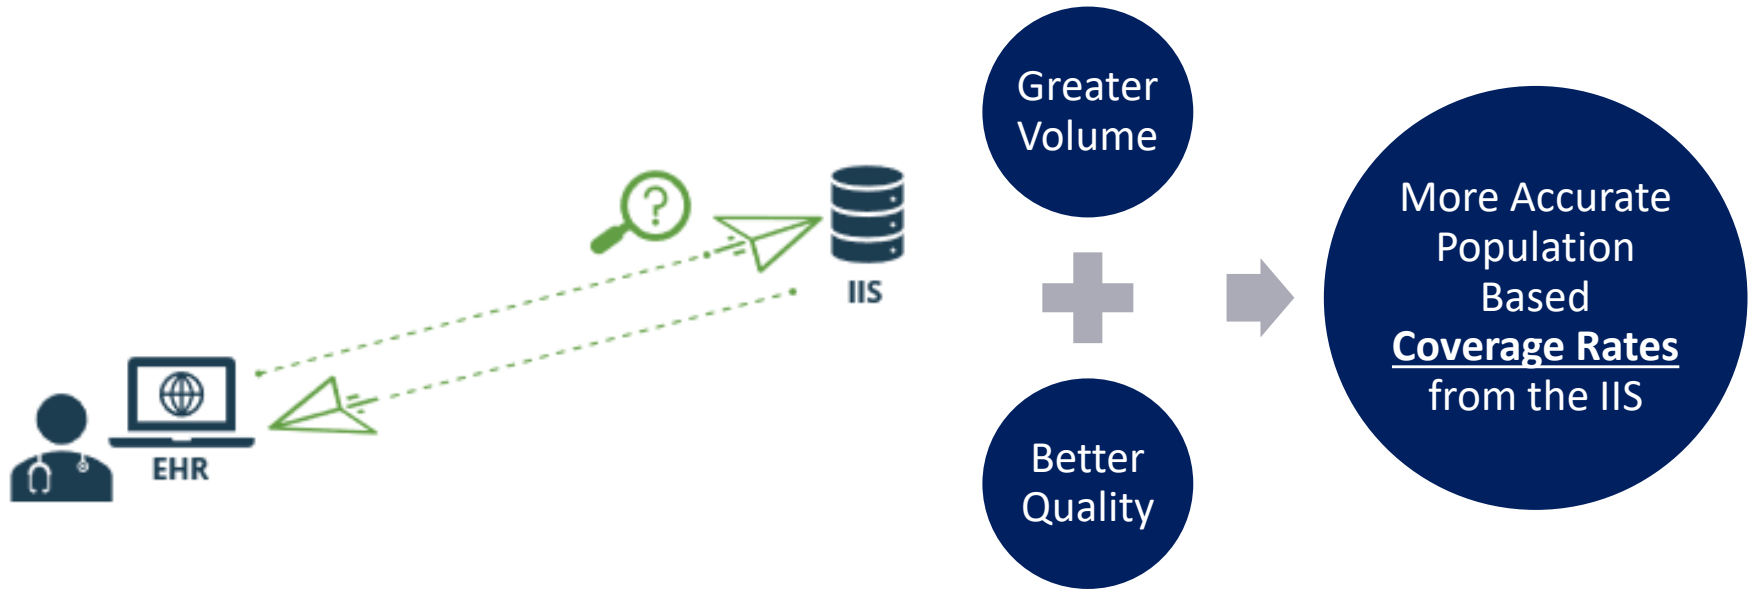 ?
IIS
EHR
Greater
Volume
Better
Quality
More Accurate
Population
Based
Coverage Rates
from the IIS